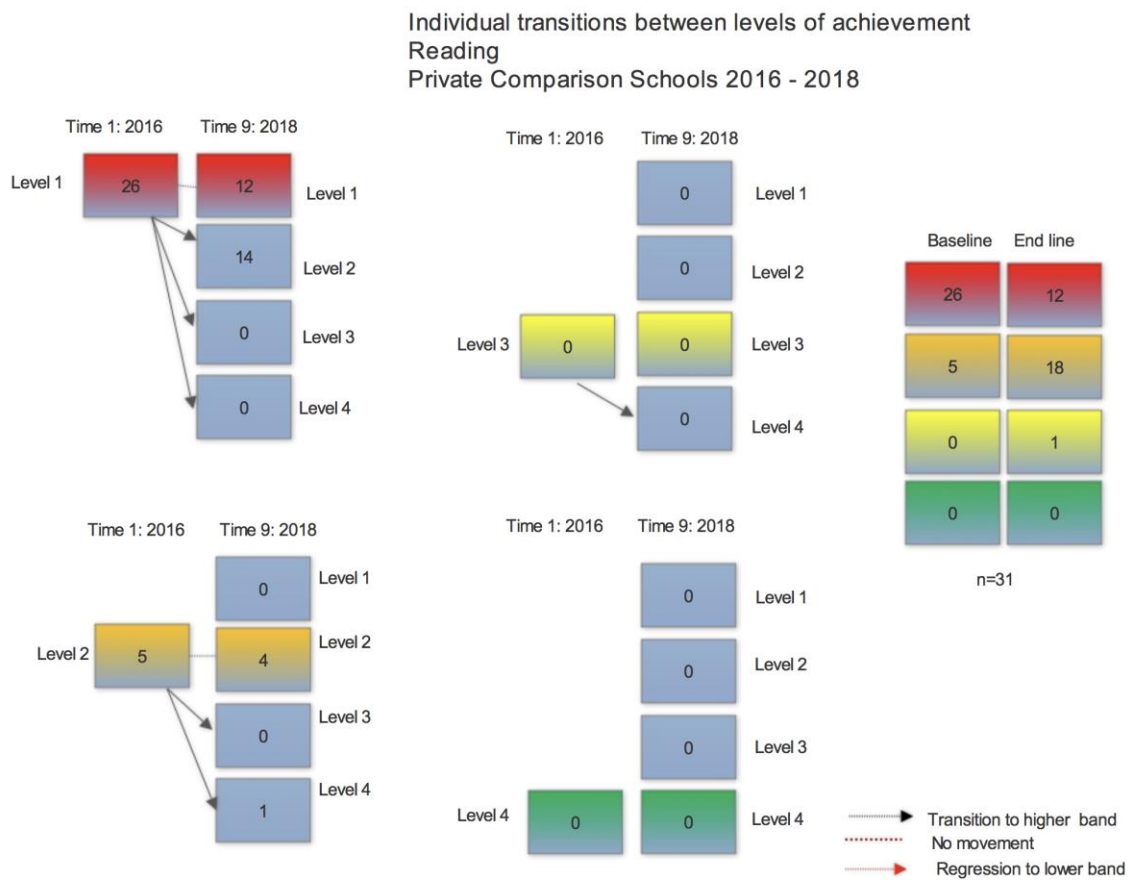 Individual transitions between levels of achievement
Reading
Private Comparison Schools 2016 - 2018
Time 1: 2016 Time 9: 2018
Level 1 26 12 Level 1
14 Level 2
0 Level 3
0 Level 4
Time 1: 2016 Time 9: 2018
0 Level 1
0 Level 2
Level 3 0 0 Level 3
0 Level 4
Baseline End line
26 12
5 18
0 1
0 0
n=31
Time 1: 2016 Time 9: 2018
0 Level 1
Level 2 5 4 Level 2
0 Level 3
1 Level 4
Time 1: 2016 Time 9: 2018
0 Level 1
0 Level 2
0 Level 3
Level 4 0 0 Level 4
Transition to higher band
No movement
Regression to lower band